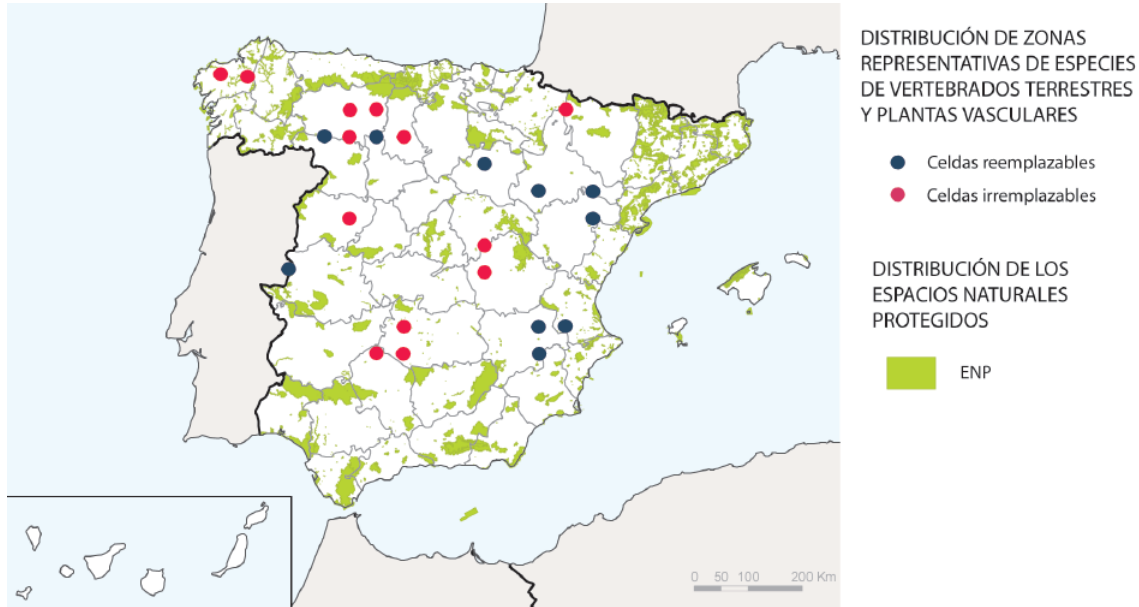 DISTRIBUCIÓN DE ZONAS
REPRESENTATIVAS DE ESPECIES
DE VERTEBRADOS TERRESTRES
Y PLANTAS VASCULARES
Celdas reemplazables
Celdas irremplazables
DISTRIBUCIÓN DE LOS
ESPACIOS NATURALES
PROTEGIDOS
ENP
0 50 100 200 Km